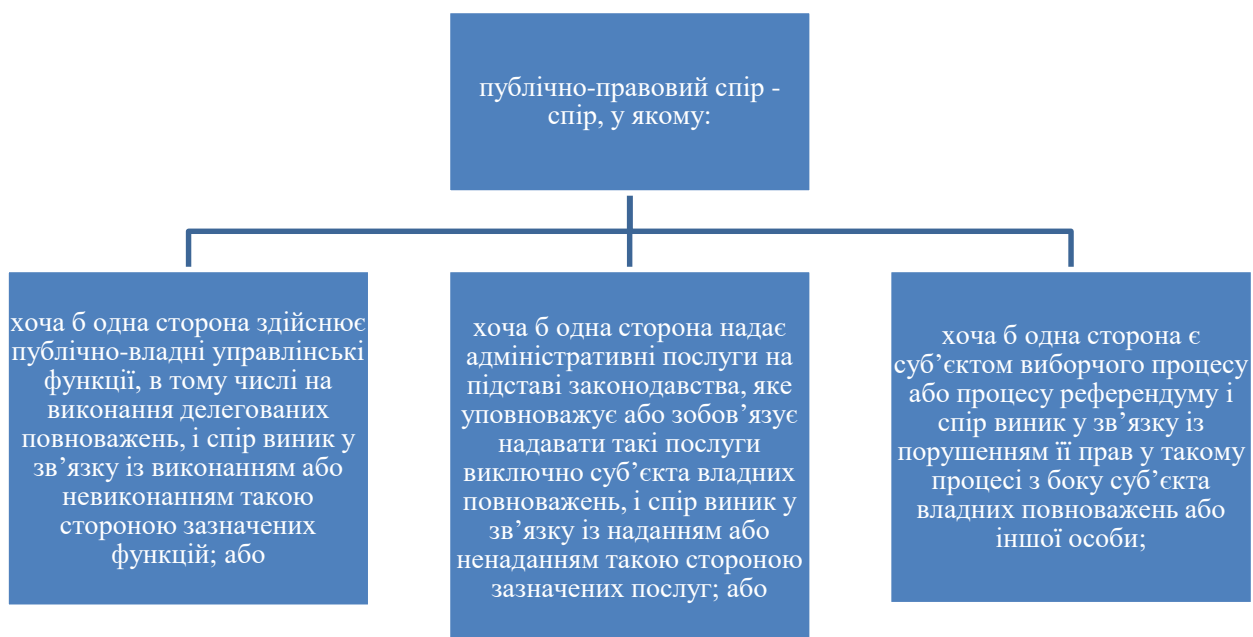 публічно-правовий спір -
спір, у якому:
хоча б одна сторона здійснює
публічно-владні управлінські
функції, в тому числі на
виконання делегованих
повноважень, і спір виник у
зв’язку із виконанням або
невиконанням такою
стороною зазначених
функцій; або
хоча б одна сторона надає
адміністративні послуги на
підставі законодавства, яке
уповноважує або зобов’язує
надавати такі послуги
виключно суб’єкта владних
повноважень, і спір виник у
зв’язку із наданням або
ненаданням такою стороною
зазначених послуг; або
хоча б одна сторона є
суб’єктом виборчого процесу
або процесу референдуму і
спір виник у зв’язку із
порушенням її прав у такому
процесі з боку суб’єкта
владних повноважень або
іншої особи;